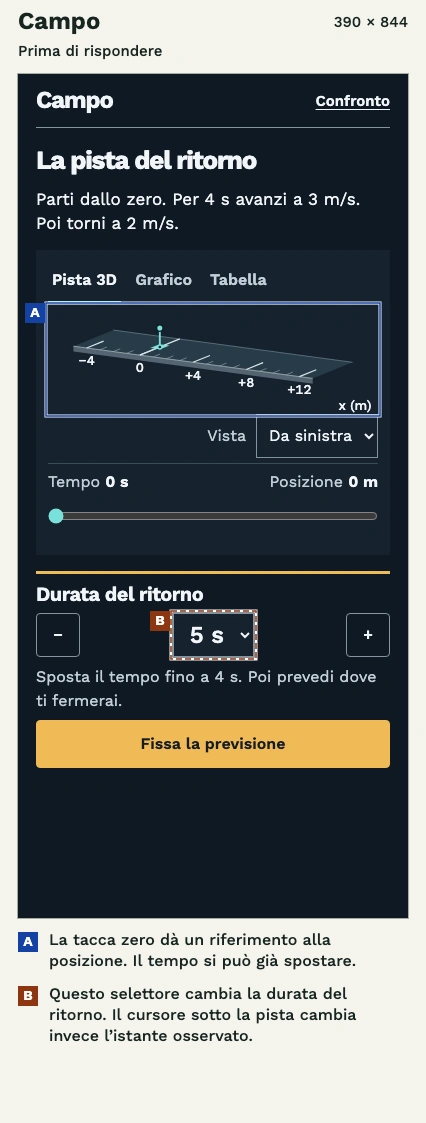 Campo
390 × 844
Prima di rispondere
Campo
Confronto
La pista del ritorno
Parti dallo zero. Per 4 s avanzi a 3 m/s.
Poi torni a 2 m/s.
Pista 3D Grafico Tabella
A
−4
0
+4
+8
+12
x (m)
Vista Da sinistra
Tempo 0 s Posizione 0 m
Durata del ritorno
B
− 5 s +
Sposta il tempo fino a 4 s. Poi prevedi dove
ti fermerai.
Fissa la previsione
A La tacca zero dà un riferimento alla
posizione. Il tempo si può già spostare.
B Questo selettore cambia la durata del
ritorno. Il cursore sotto la pista cambia
invece l’istante osservato.